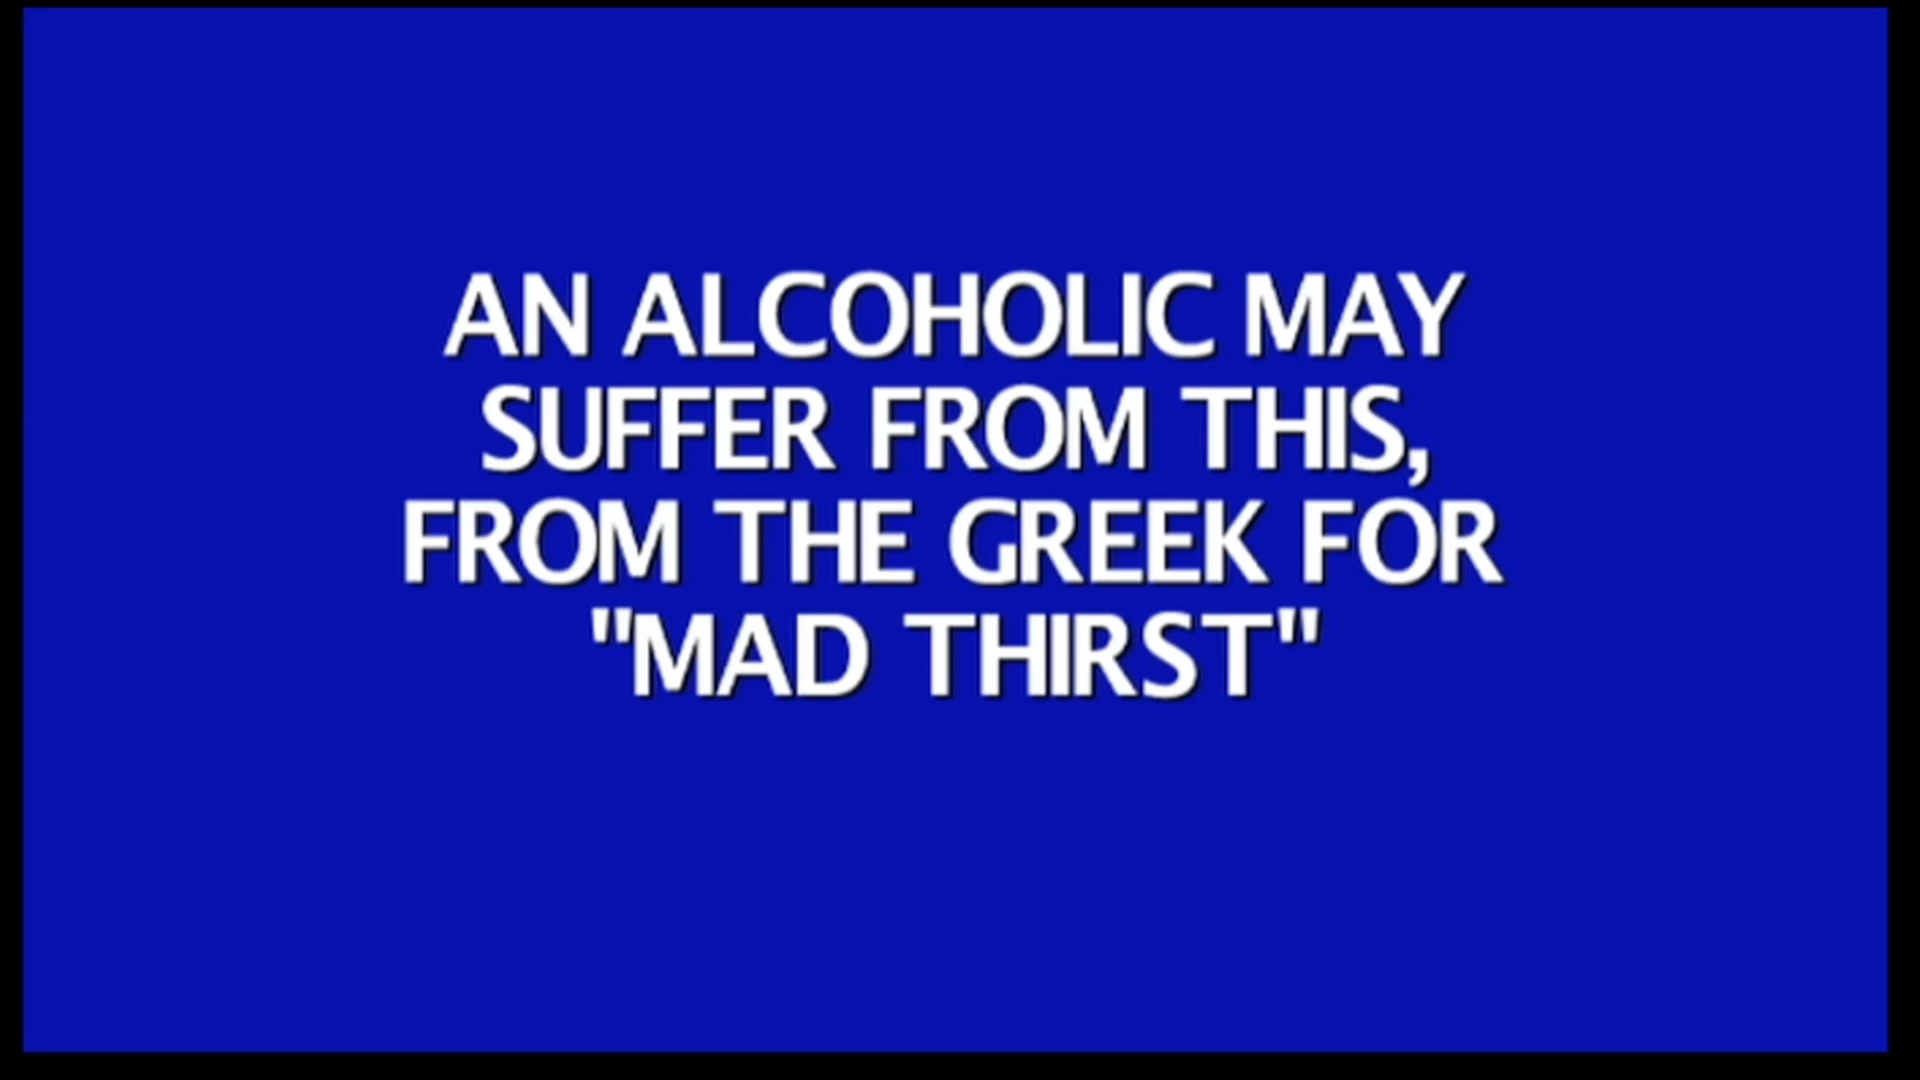 AN ALCOHOLIC MAY
SUFFER FROM THIS,
FROM THE GREEK FOR
"MAD THIRST"